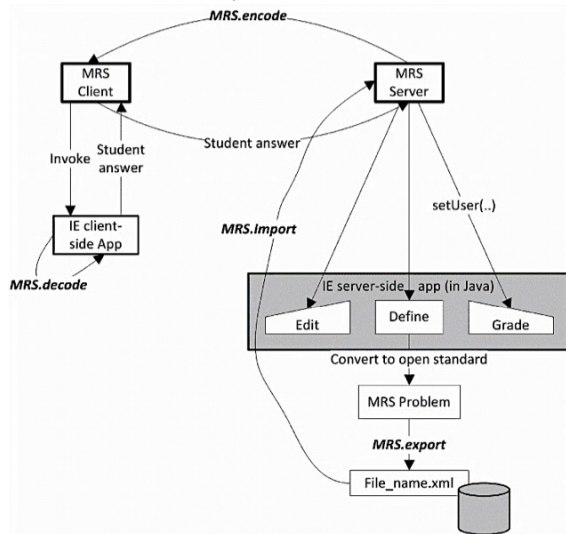 MRS.encode
MRS
Client
MRS
Server
Student answer
Invoke
Student
answer
IE client-
side App
MRS.decode
MRS.Import
setUser(..)
IE server-side app (in Java)
Edit
Define
Grade
Convert to open standard
MRS Problem
MRS.export
File_name.xml